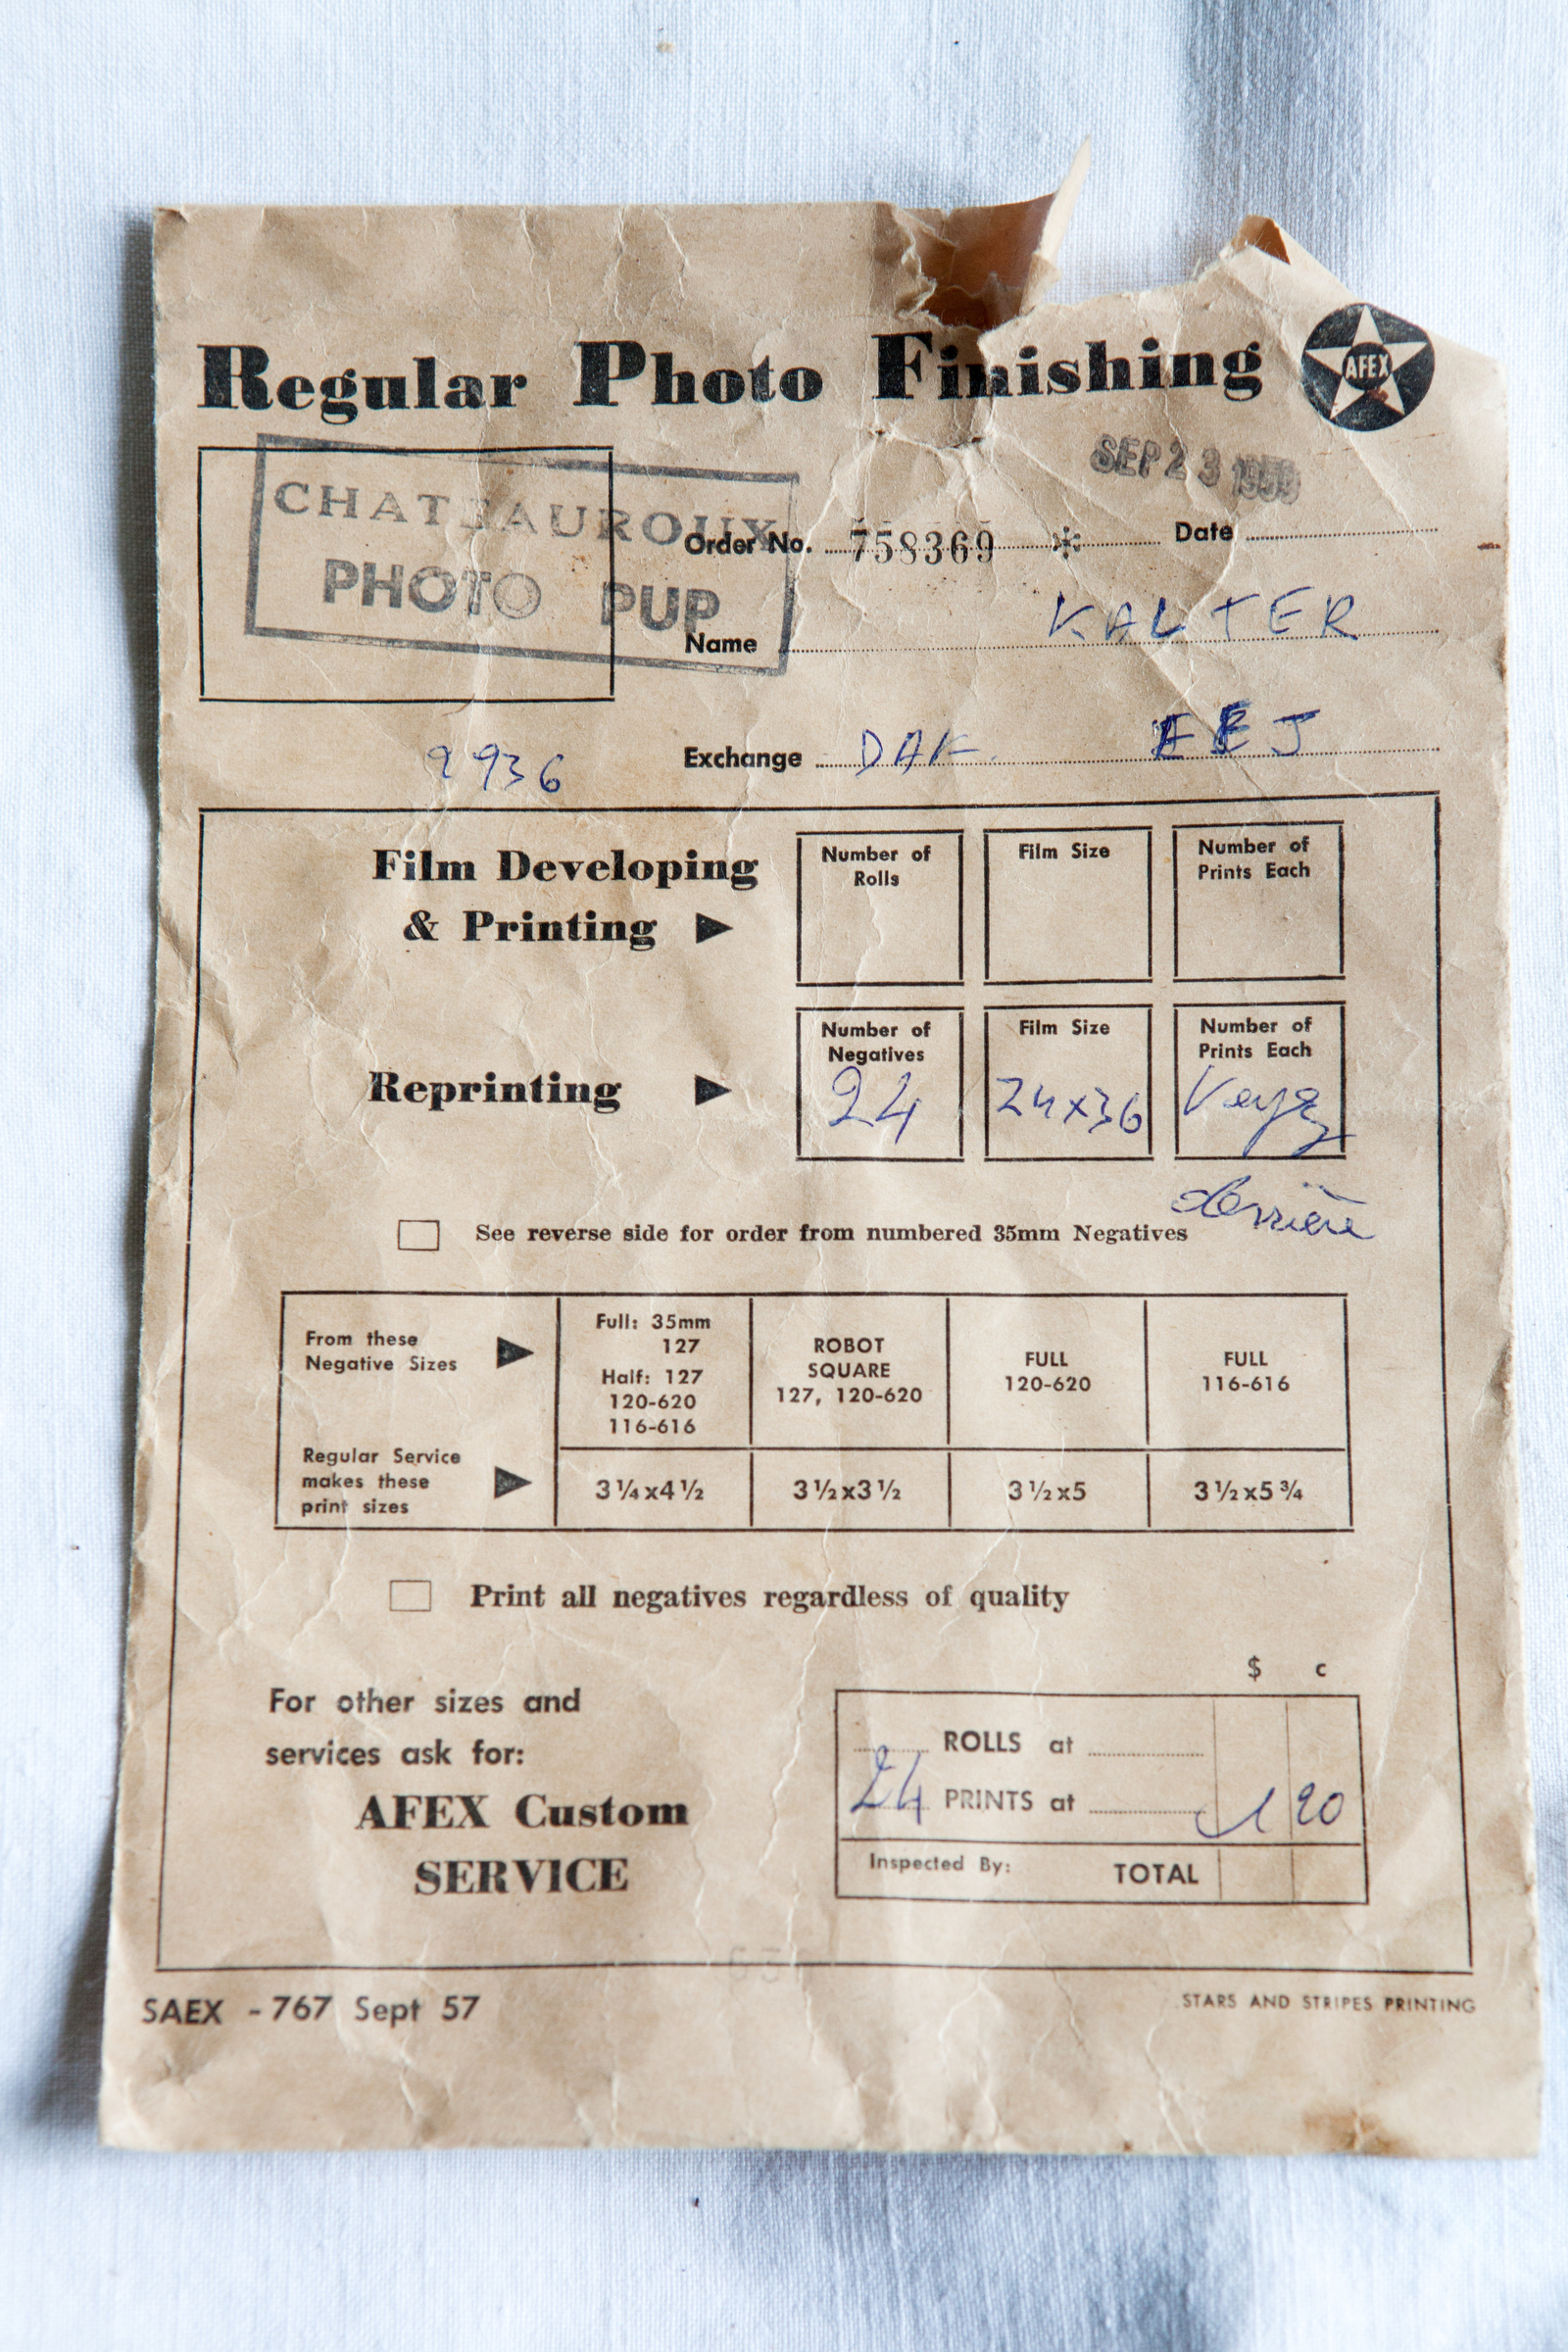 Regular Photo Finishing
AFEX
SEP 23
CHATEAUROUX
PHOTO PUP
Order No. 758369 * Date
Name KALTER
9936
Exchange DAK. EEJ
Film Developing
& Printing
Number of
Rolls
Film Size
Number of
Prints Each
Reprinting
Number of
Negatives
24
Film Size
24x36
Number of
Prints Each
Voyez
derrière
See reverse side for order from numbered 35mm Negatives
From these
Negative Sizes
Full: 35mm
127
Half: 127
120-620
116-616
ROBOT
SQUARE
127, 120-620
FULL
120-620
FULL
116-616
Regular Service
makes these
print sizes
3 ¼ x 4 ½
3 ½ x 3 ½
3 ½ x 5
3 ½ x 5 ¾
Print all negatives regardless of quality
For other sizes and
services ask for:
AFEX Custom
SERVICE
$ c
ROLLS at
24 PRINTS at 1 20
Inspected By: TOTAL
SAEX - 767 Sept 57
STARS AND STRIPES PRINTING